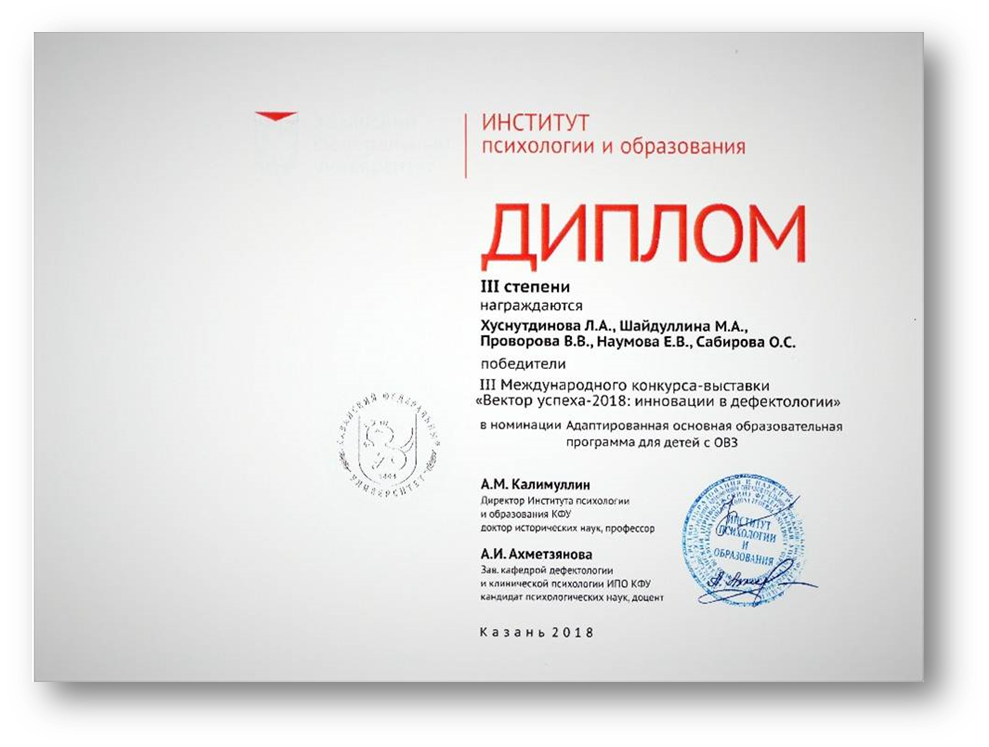 ИНСТИТУТ
психологии и образования
ДИПЛОМ
III степени
награждаются
Хуснутдинова Л.А., Шайдуллина М.А.,
Проворова В.В., Наумова Е.В., Сабирова О.С.
победители
III Международного конкурса-выставки
«Вектор успеха-2018: инновации в дефектологии»
в номинации Адаптированная основная образовательная
программа для детей с ОВЗ
КАЗАНСКИЙ ФЕДЕРАЛЬНЫЙ
УНИВЕРСИТЕТ
А.М. Калимуллин
Директор Института психологии
и образования КФУ
доктор исторических наук, профессор
А.И. Ахметзянова
Зав. кафедрой дефектологии
и клинической психологии ИПО КФУ
кандидат психологических наук, доцент
ИНСТИТУТ
ПСИХОЛОГИИ
И
ОБРАЗОВАНИЯ
Казань 2018